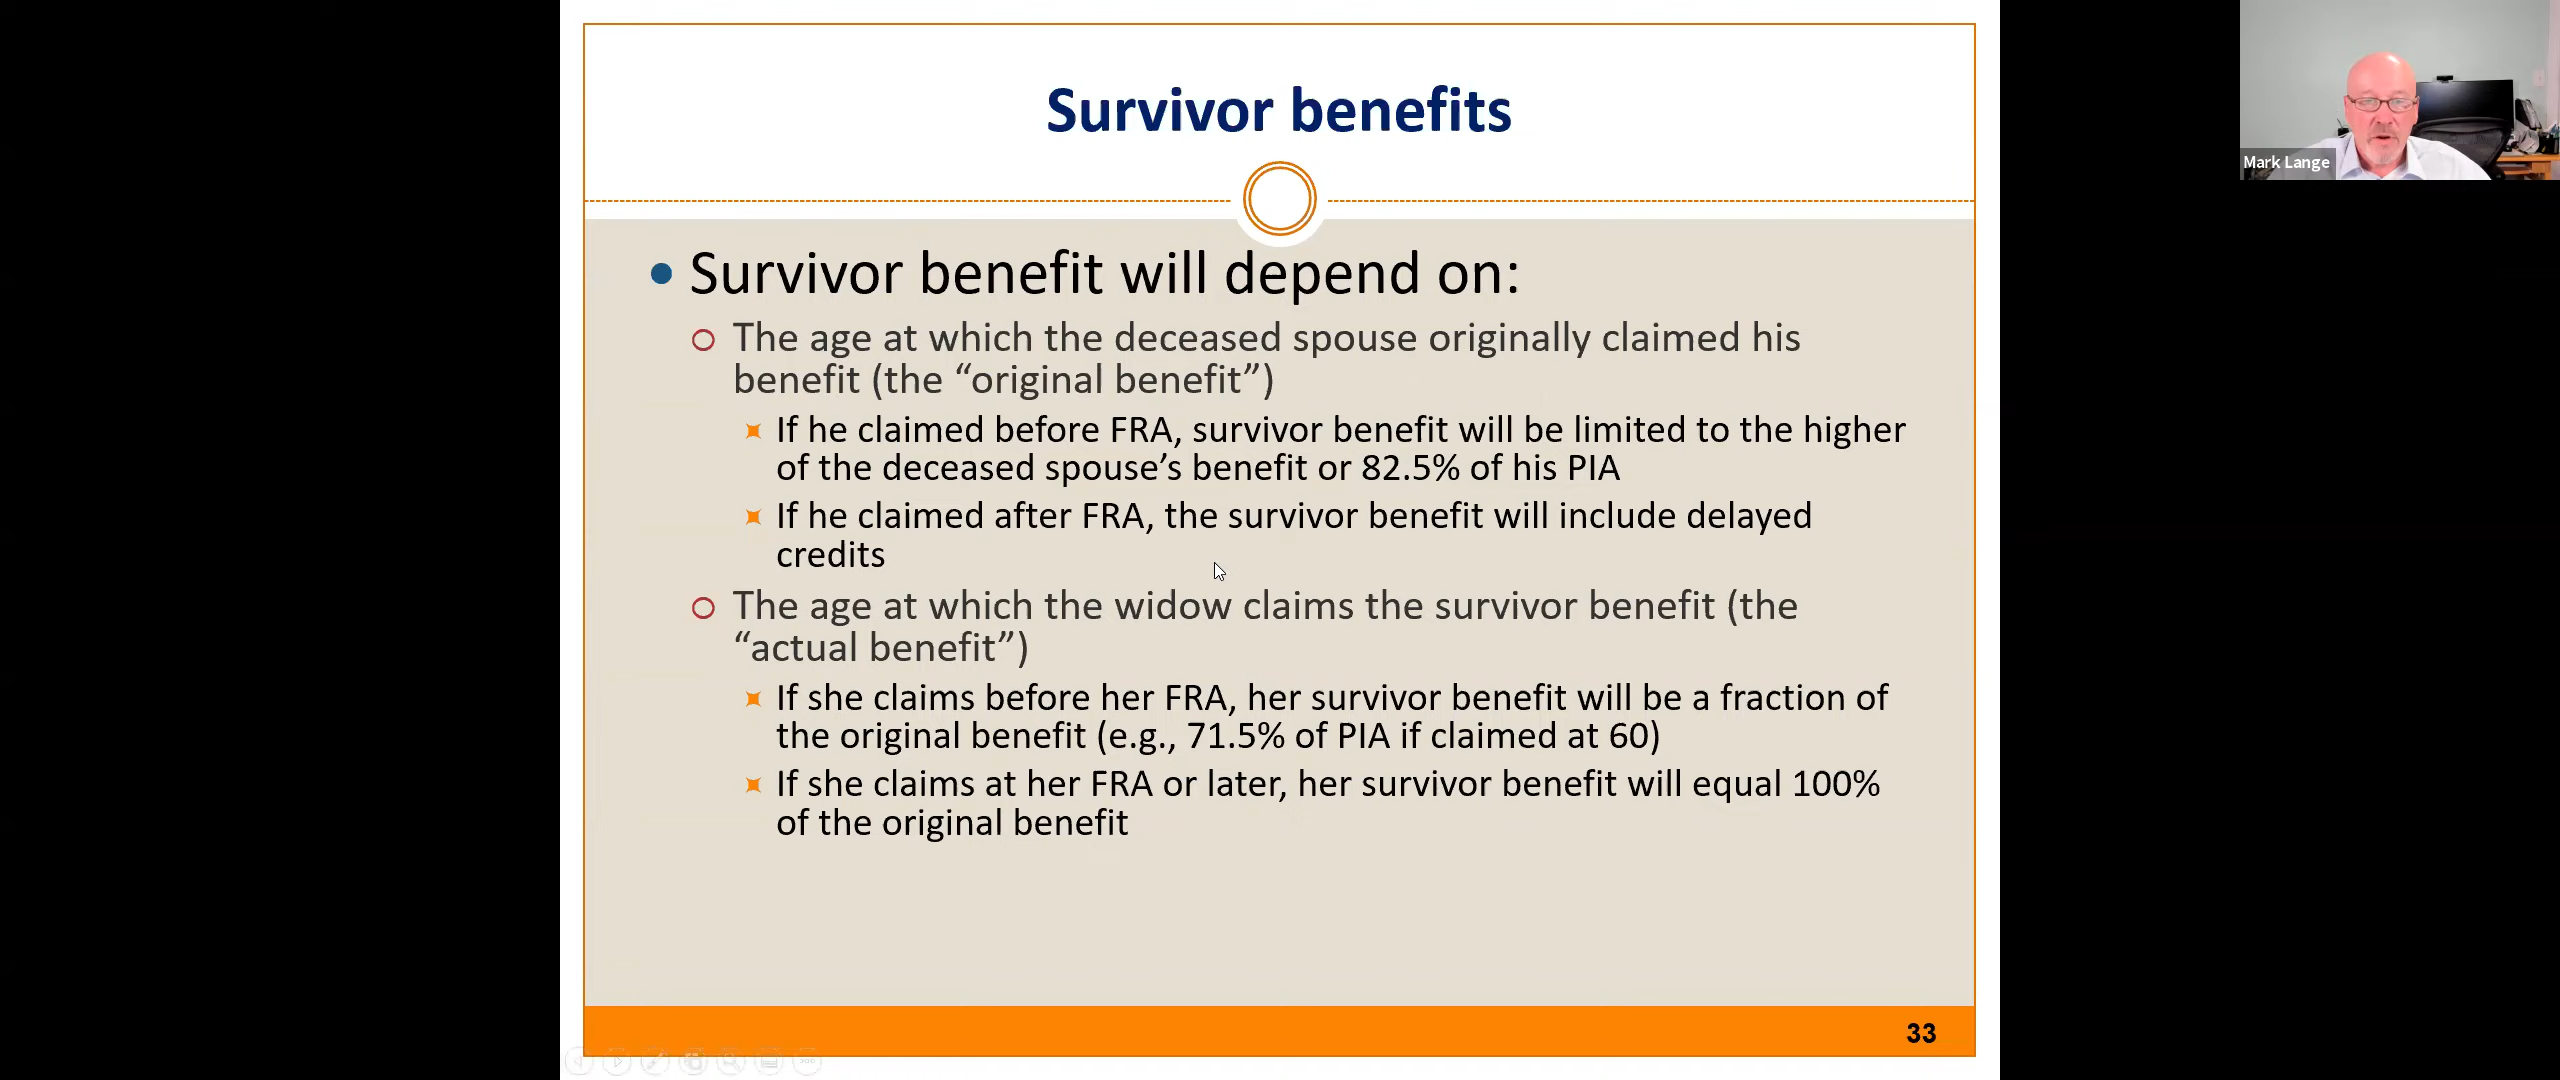 Survivor benefits
Mark Lange
Survivor benefit will depend on:
The age at which the deceased spouse originally claimed his
benefit (the “original benefit”)
If he claimed before FRA, survivor benefit will be limited to the higher
of the deceased spouse’s benefit or 82.5% of his PIA
If he claimed after FRA, the survivor benefit will include delayed
credits
The age at which the widow claims the survivor benefit (the
“actual benefit”)
If she claims before her FRA, her survivor benefit will be a fraction of
the original benefit (e.g., 71.5% of PIA if claimed at 60)
If she claims at her FRA or later, her survivor benefit will equal 100%
of the original benefit
33